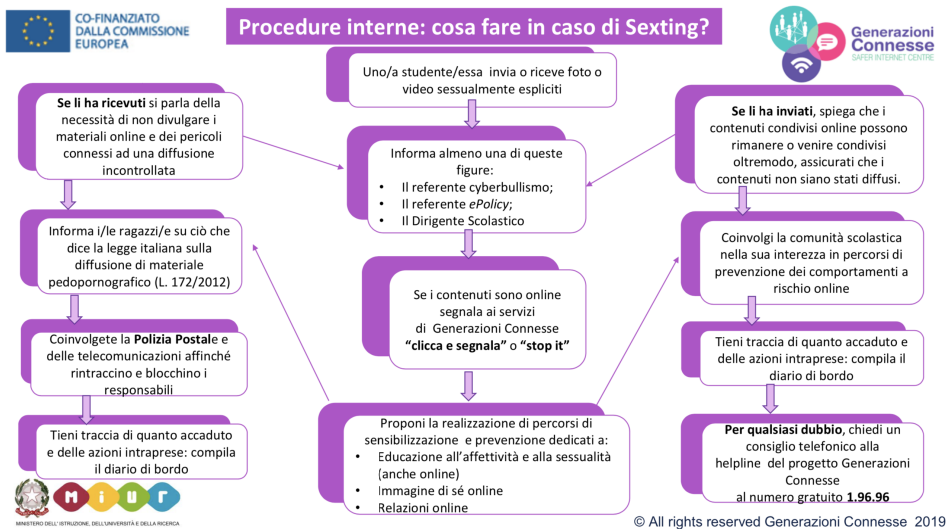 CO-FINANZIATO
DALLA COMMISSIONE
EUROPEA
Procedure interne: cosa fare in caso di Sexting?
Generazioni
Connesse
SAFER INTERNET CENTRE
Uno/a studente/essa invia o riceve foto o
video sessualmente espliciti
Se li ha ricevuti si parla della
necessità di non divulgare i
materiali online e dei pericoli
connessi ad una diffusione
incontrollata
Informa i/le ragazzi/e su ciò che
dice la legge italiana sulla
diffusione di materiale
pedopornografico (L. 172/2012)
Coinvolgete la Polizia Postale e
delle telecomunicazioni affinché
rintraccino e blocchino i
responsabili
Tieni traccia di quanto accaduto
e delle azioni intraprese: compila
il diario di bordo
Informa almeno una di queste
figure:
• Il referente cyberbullismo;
• Il referente ePolicy;
• Il Dirigente Scolastico
Se i contenuti sono online
segnala ai servizi
di Generazioni Connesse
“clicca e segnala” o “stop it”
Proponi la realizzazione di percorsi di
sensibilizzazione e prevenzione dedicati a:
• Educazione all’affettività e alla sessualità
(anche online)
• Immagine di sé online
• Relazioni online
Se li ha inviati, spiega che i
contenuti condivisi online possono
rimanere o venire condivisi
oltremodo, assicurati che i
contenuti non siano stati diffusi.
Coinvolgi la comunità scolastica
nella sua interezza in percorsi di
prevenzione dei comportamenti a
rischio online
Tieni traccia di quanto accaduto e
delle azioni intraprese: compila il
diario di bordo
Per qualsiasi dubbio, chiedi un
consiglio telefonico alla
helpline del progetto Generazioni
Connesse
al numero gratuito 1.96.96
miur
MINISTERO DELL’ISTRUZIONE, DELL’UNIVERSITÀ E DELLA RICERCA
© All rights reserved Generazioni Connesse 2019